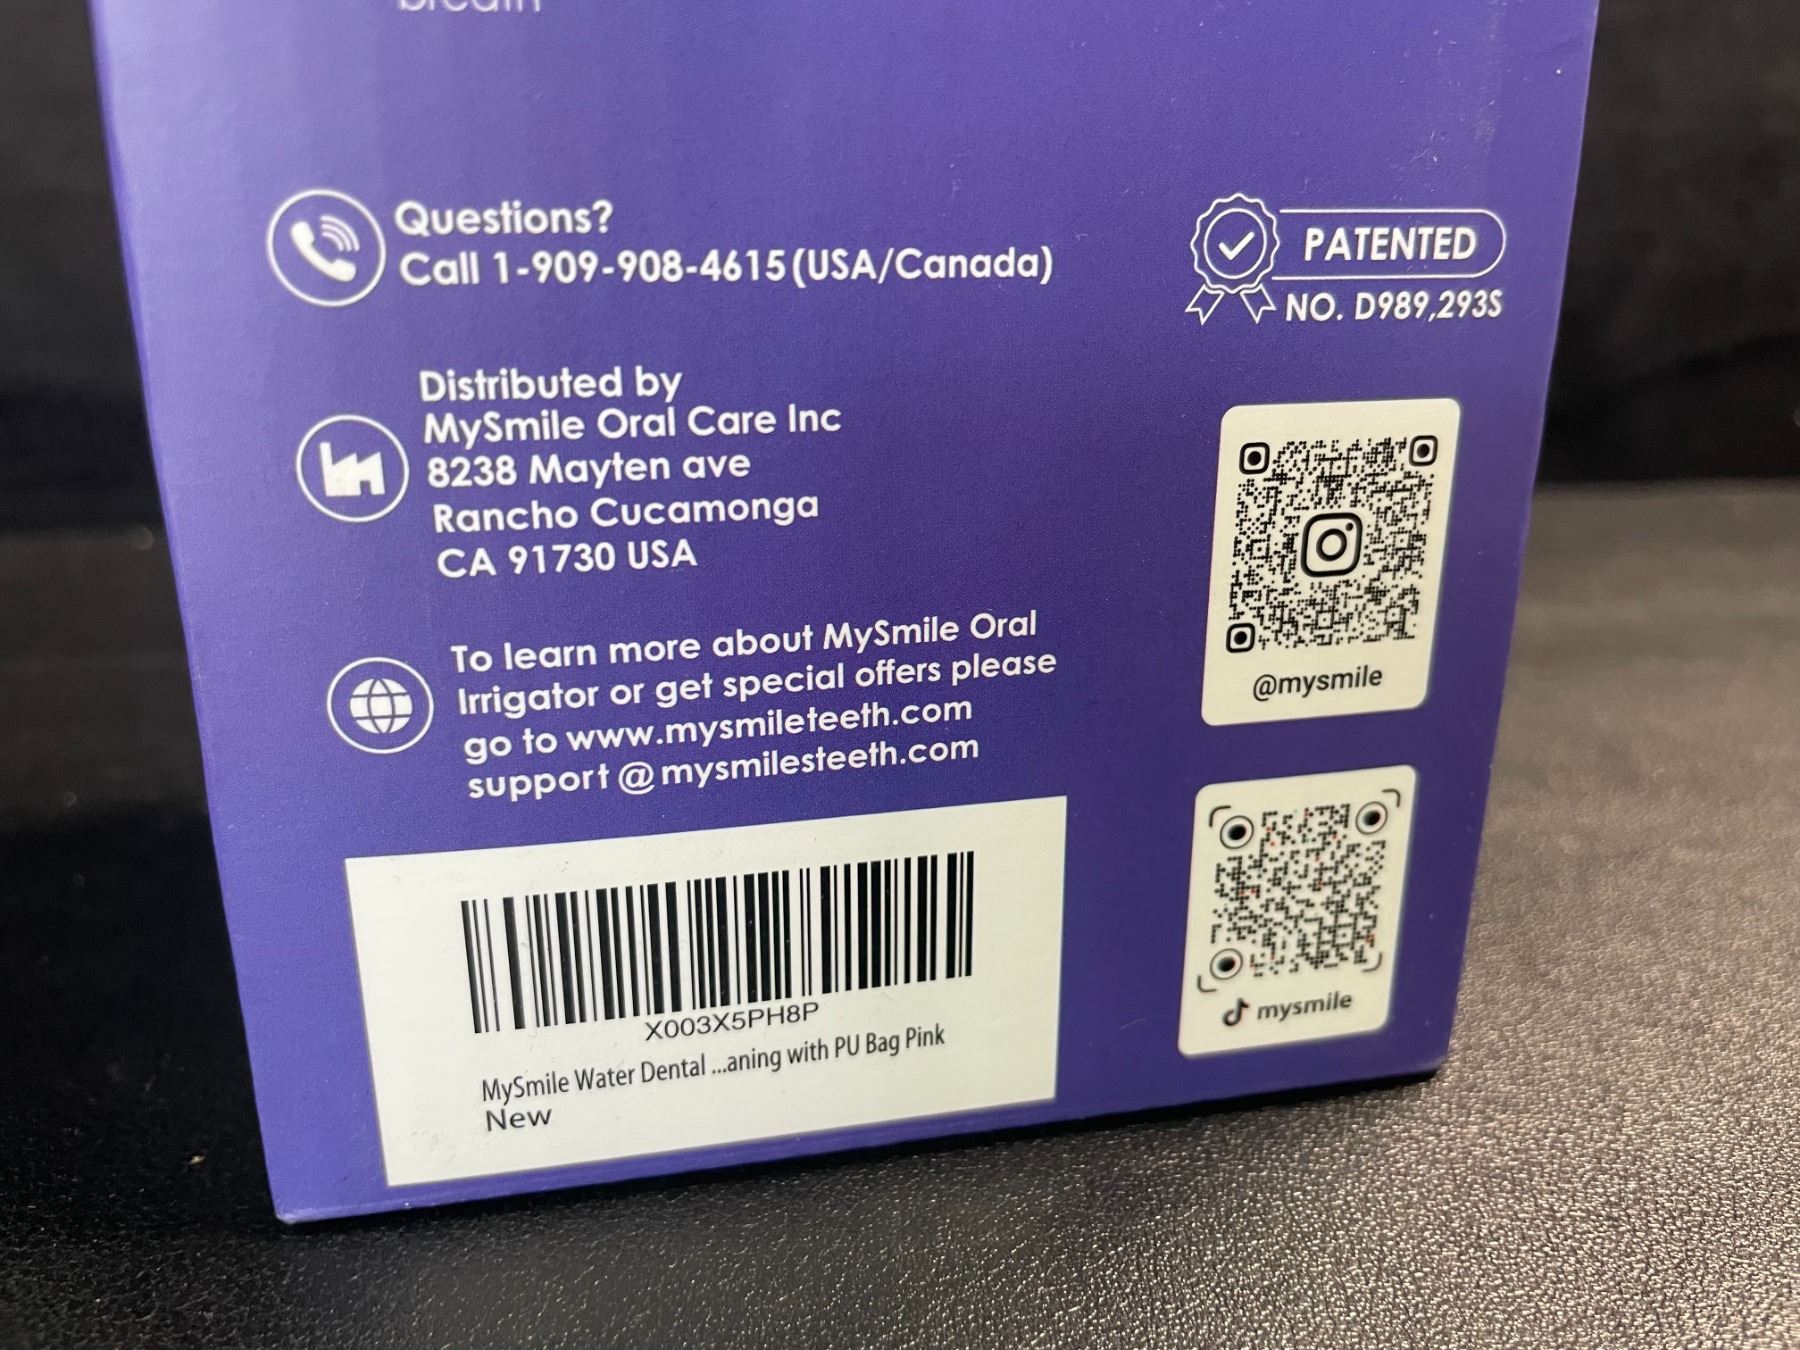 breath
Questions?
Call 1-909-908-4615(USA/Canada)
PATENTED
NO. D989,293S
Distributed by
MySmile Oral Care Inc
8238 Mayten ave
Rancho Cucamonga
CA 91730 USA
@mysmile
To learn more about MySmile Oral
Irrigator or get special offers please
go to www.mysmileteeth.com
support@mysmilesteeth.com
mysmile
X003X5PH8P
MySmile Water Dental ...aning with PU Bag Pink
New